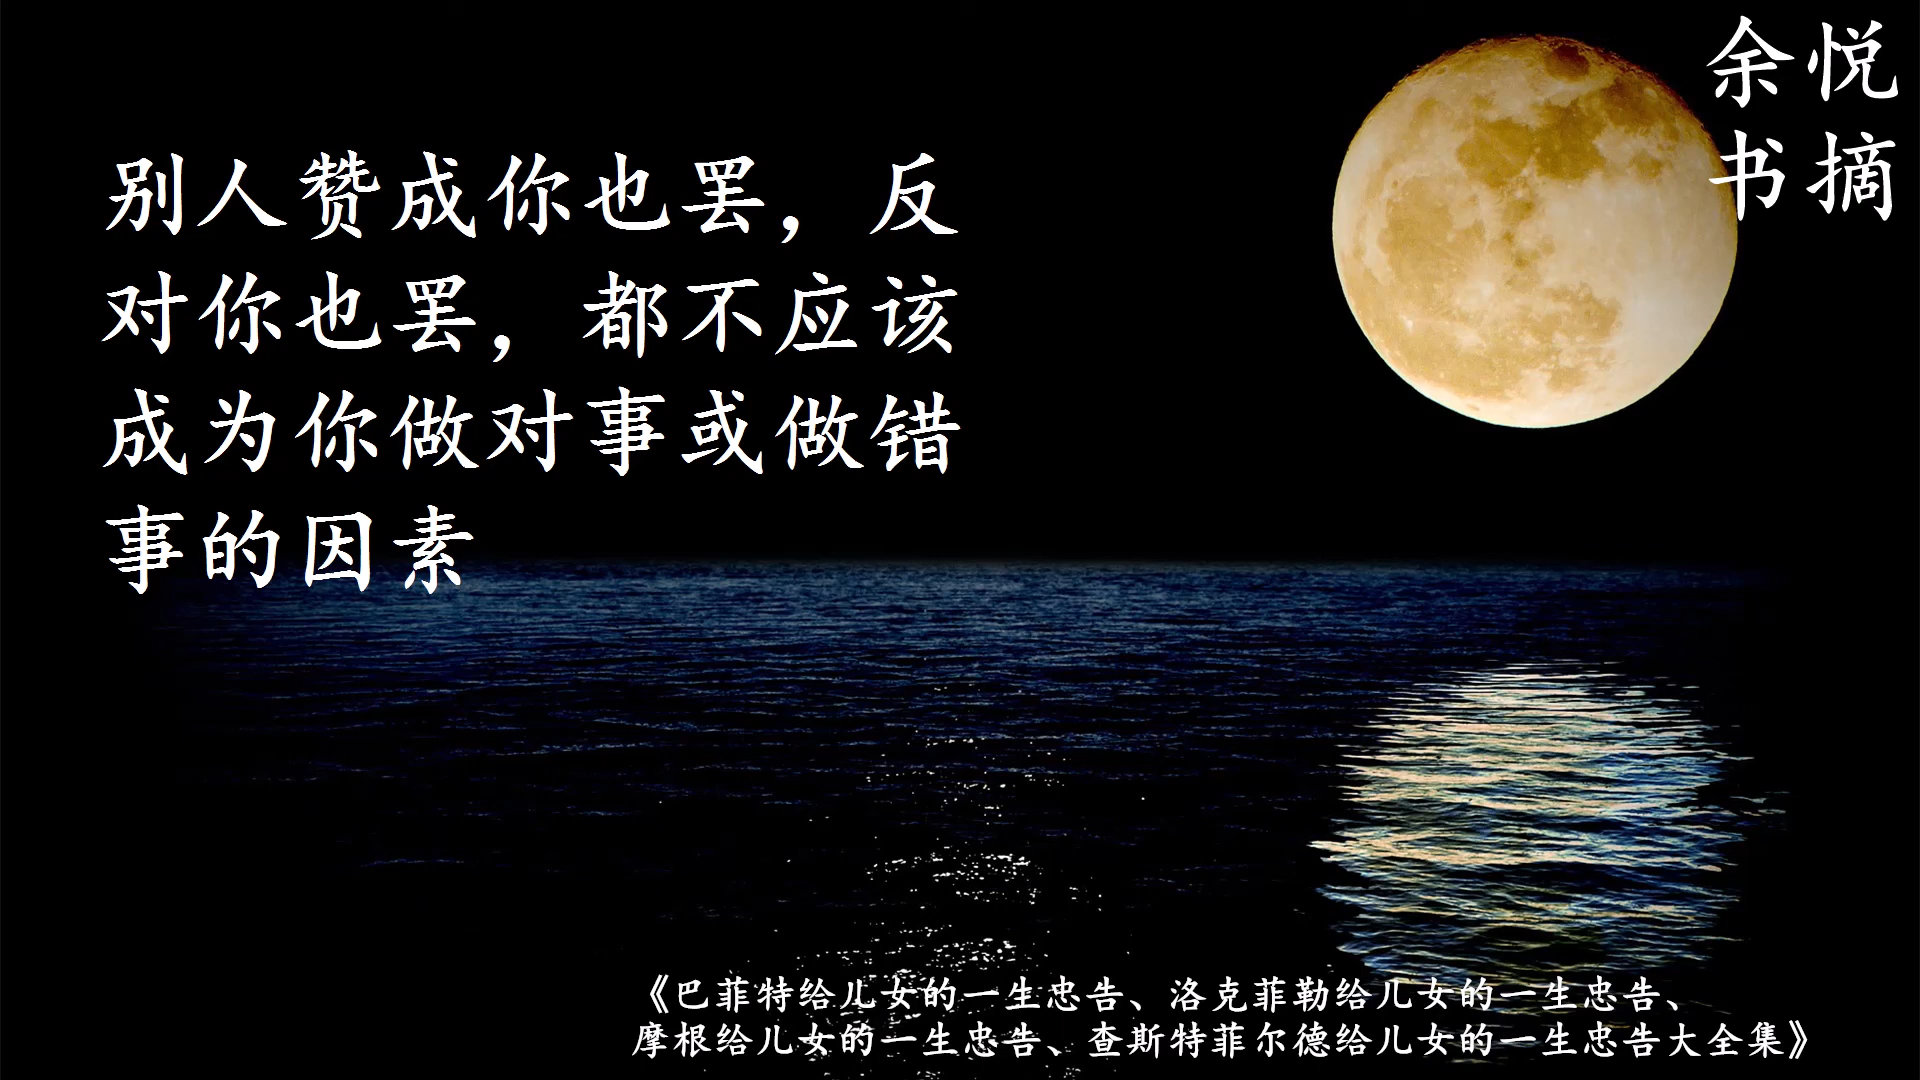 余悦
书摘
别人赞成你也罢，反
对你也罢，都不应该
成为你做对事或做错
事的因素
《巴菲特给儿女的一生忠告、洛克菲勒给儿女的一生忠告、
摩根给儿女的一生忠告、查斯特菲尔德给儿女的一生忠告大全集》